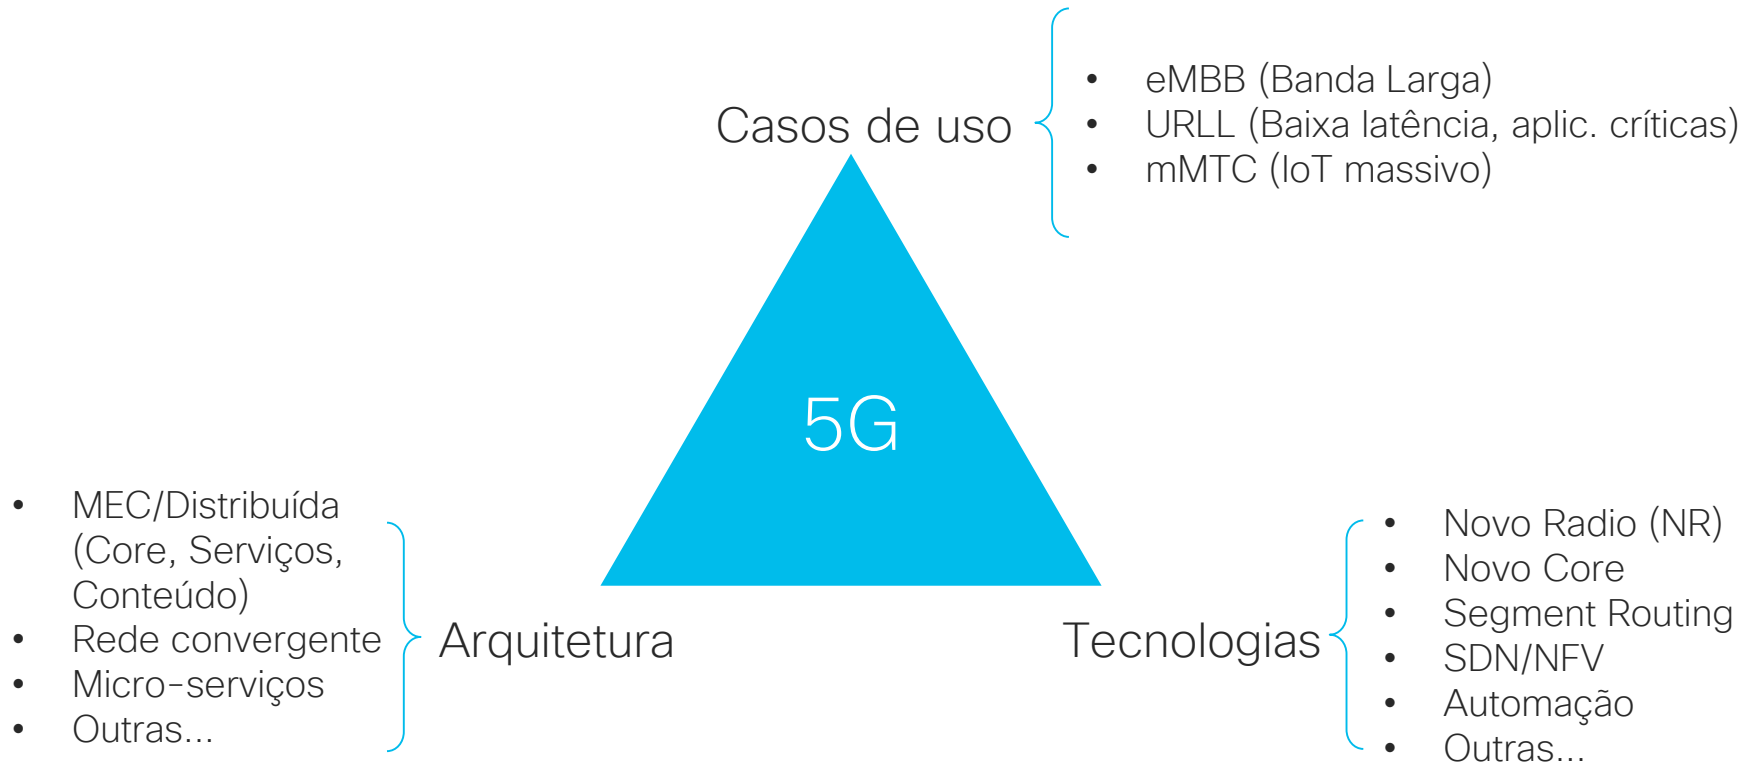 Casos de uso
• eMBB (Banda Larga)
• URLL (Baixa latência, aplic. críticas)
• mMTC (IoT massivo)
5G
• MEC/Distribuída
(Core, Serviços,
Conteúdo)
• Rede convergente
• Micro-serviços
• Outras...
Arquitetura
Tecnologias
• Novo Radio (NR)
• Novo Core
• Segment Routing
• SDN/NFV
• Automação
• Outras...